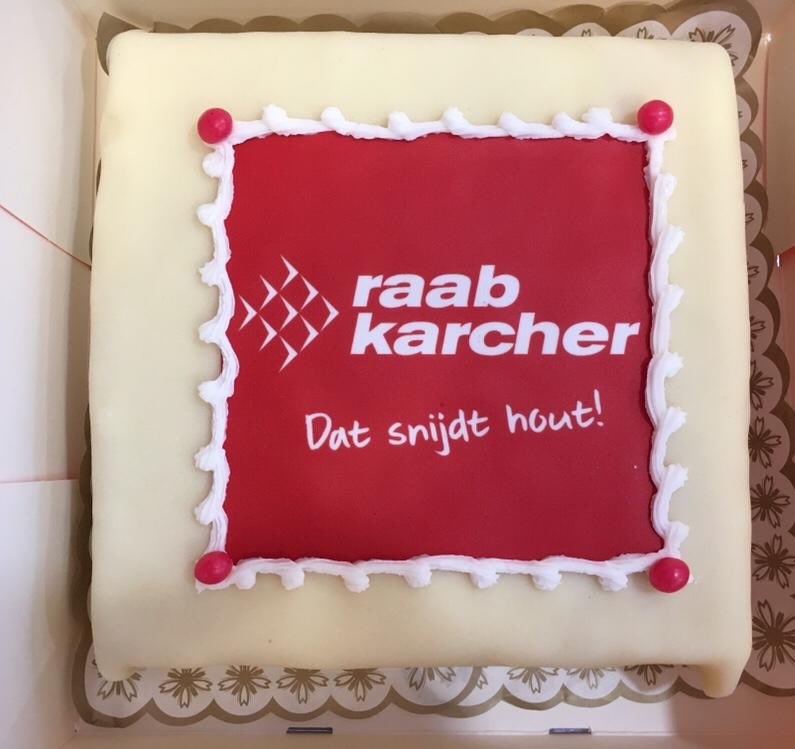 raab
karcher
Dat snijdt hout!